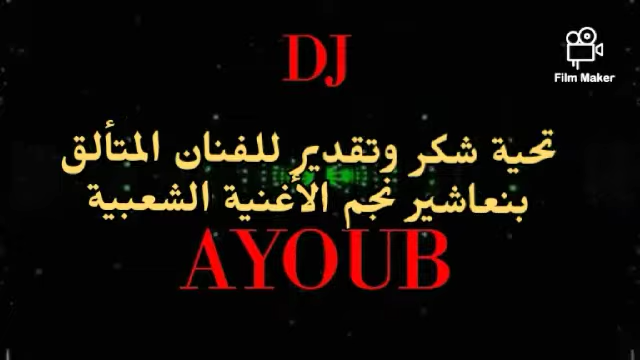 DJ
Film Maker
تحية شكر وتقدير للفنان المتألق
بنعاشير نجم الأغنية الشعبية
AYOUB